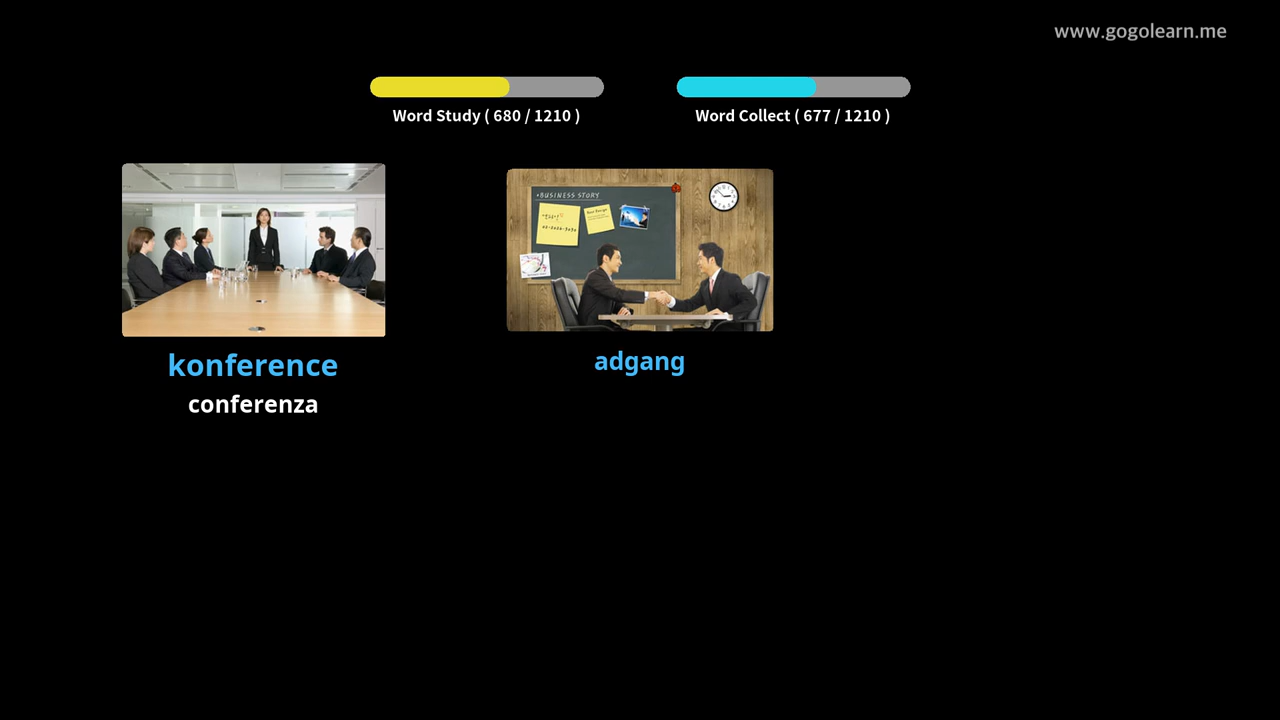 www.gogolearn.me
Word Study ( 680 / 1210 )
Word Collect ( 677 / 1210 )
•BUSINESS STORY
konference
conferenza
adgang